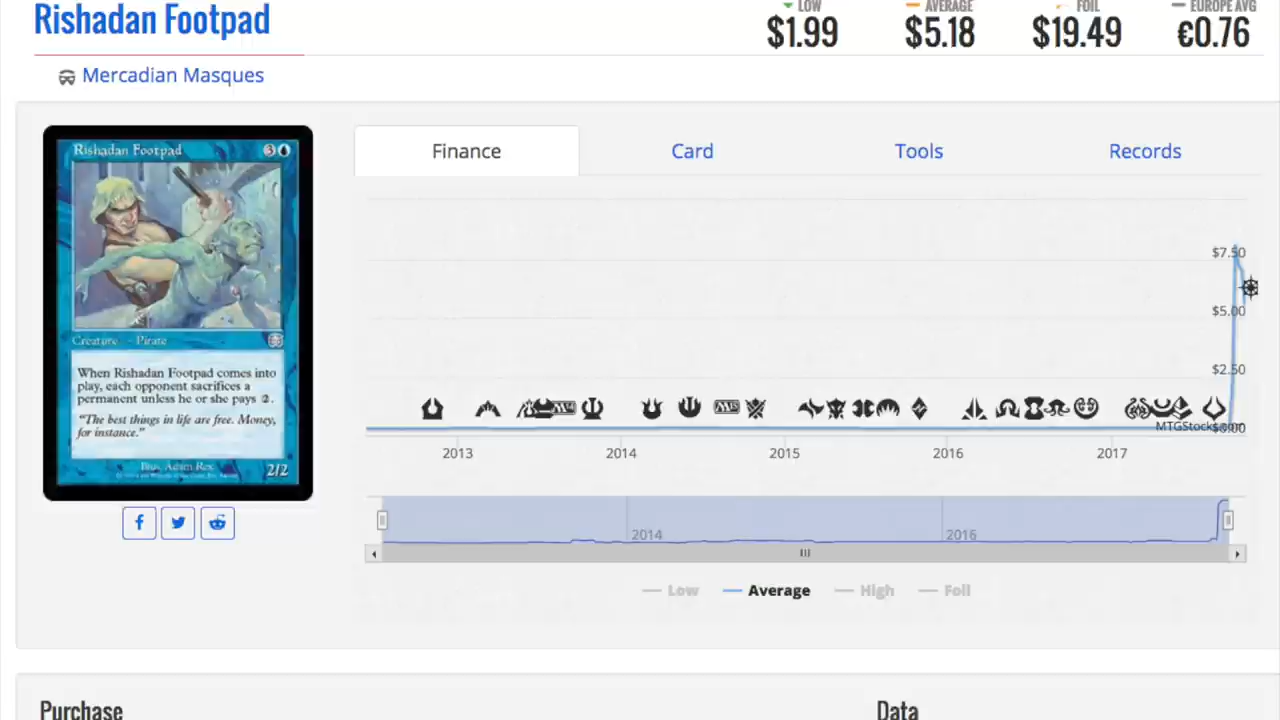 Rishadan Footpad
LOW
$1.99
AVERAGE
$5.18
FOIL
$19.49
EUROPE AVG
€0.76
Mercadian Masques
Rishadan Footpad
3
Creature - Pirate
When Rishadan Footpad comes into
play, each opponent sacrifices a
permanent unless he or she pays 2.
"The best things in life are free. Money,
for instance."
Illus. Adam Rex
2/2
Finance
Card
Tools
Records
$7.50
$5.00
$2.50
$0.00
MTGStocks.com
2013
2014
2015
2016
2017
2014
2016
Low
Average
High
Foil
Purchase
Data